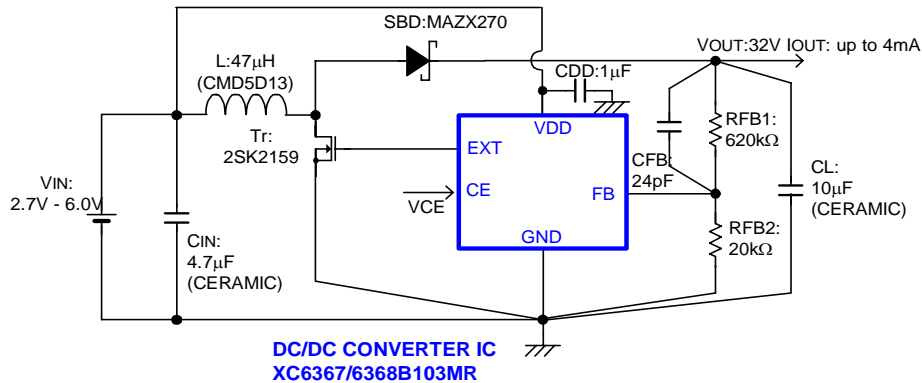 SBD:MAZX270
VOUT:32V IOUT: up to 4mA
L:47μH
(CMD5D13)
CDD:1μF
Tr:
2SK2159
EXT
VDD
CE
VCE
FB
GND
CFB:
24pF
RFB1:
620kΩ
RFB2:
20kΩ
CL:
10μF
(CERAMIC)
VIN:
2.7V - 6.0V
CIN:
4.7μF
(CERAMIC)
DC/DC CONVERTER IC
XC6367/6368B103MR